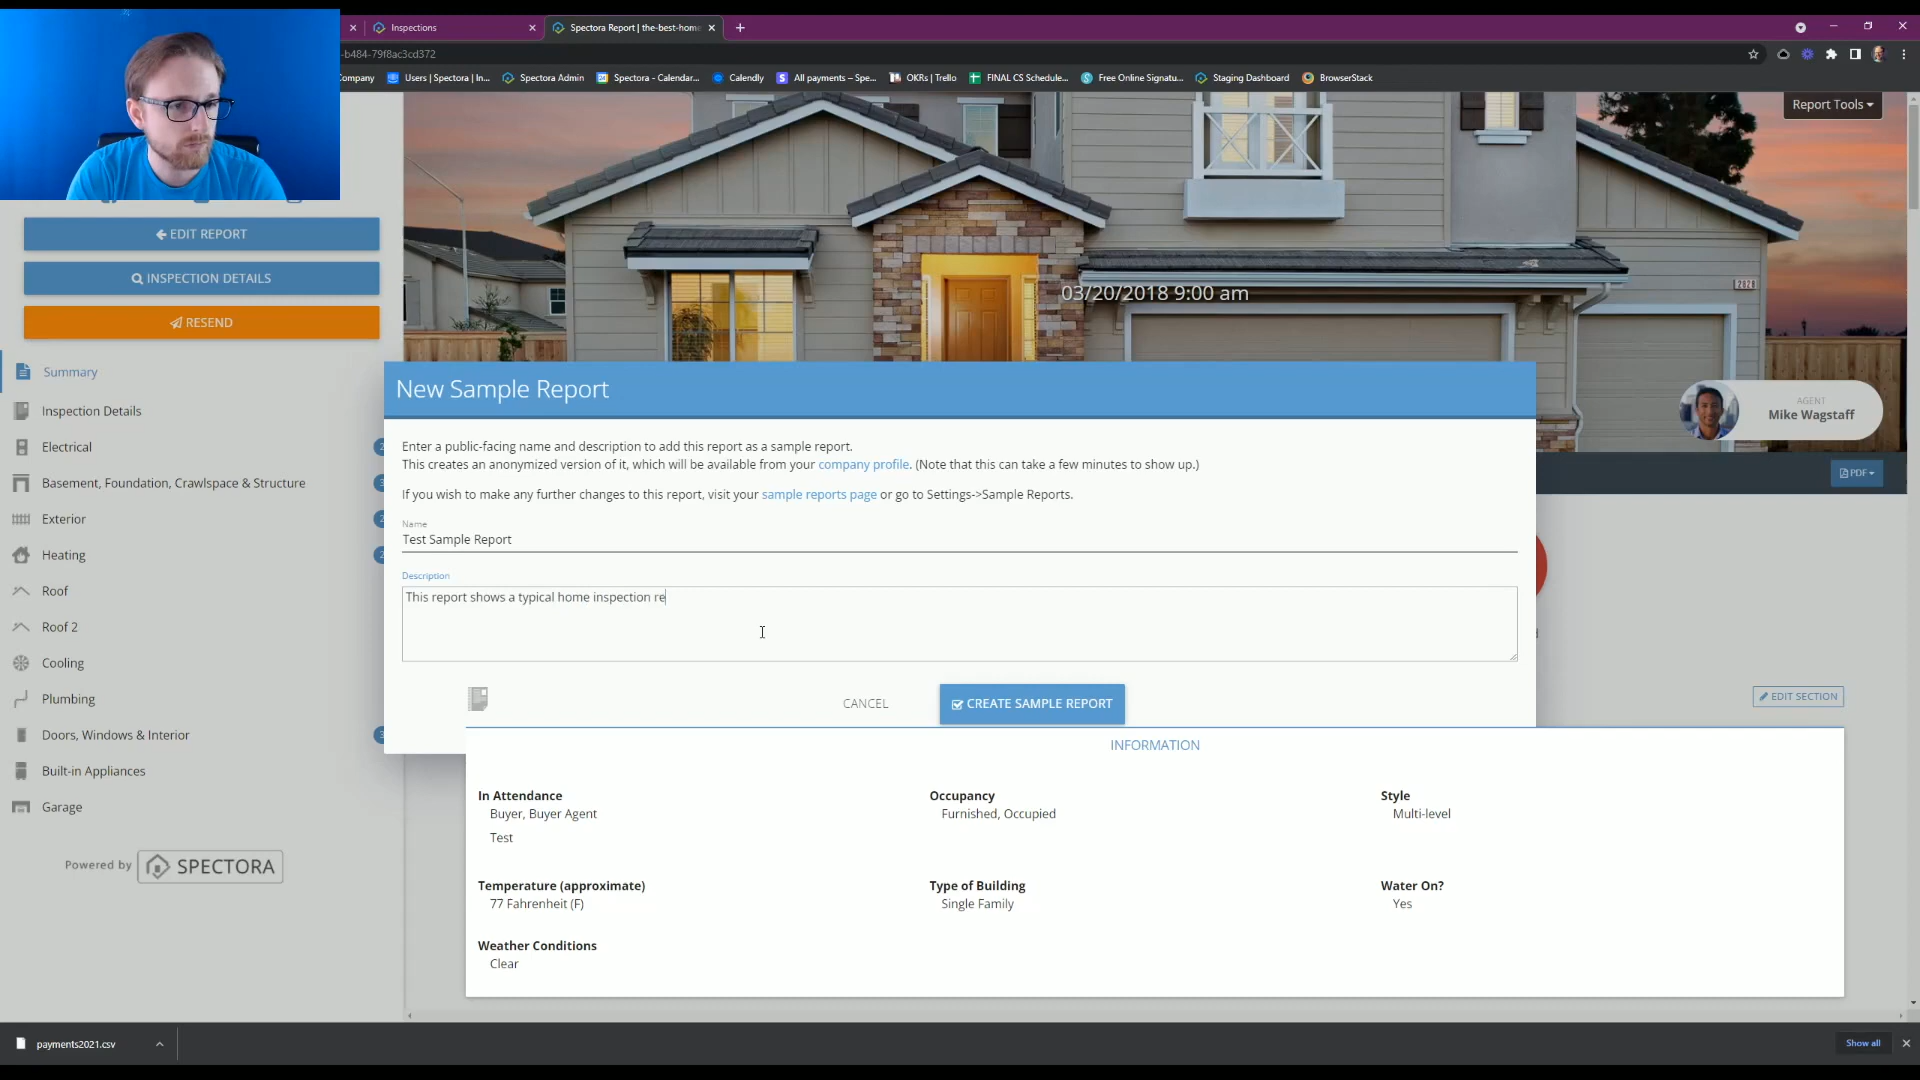 Inspections
Spectora Report | the-best-hom
-b484-79f8ac3cd372
Company
Users | Spectora | In...
Spectora Admin
Spectora - Calendar...
Calendly
All payments – Spe...
OKRs | Trello
FINAL CS Schedule...
Free Online Signatu...
Staging Dashboard
BrowserStack
Report Tools
EDIT REPORT
INSPECTION DETAILS
RESEND
03/20/2018 9:00 am
2828
AGENT
Mike Wagstaff
PDF
Summary
Inspection Details
Electrical
Basement, Foundation, Crawlspace & Structure
Exterior
Heating
Roof
Roof 2
Cooling
Plumbing
Doors, Windows & Interior
Built-in Appliances
Garage
Powered by SPECTORA
New Sample Report
Enter a public-facing name and description to add this report as a sample report.
This creates an anonymized version of it, which will be available from your company profile. (Note that this can take a few minutes to show up.)
If you wish to make any further changes to this report, visit your sample reports page or go to Settings->Sample Reports.
Name
Test Sample Report
Description
This report shows a typical home inspection re
CANCEL
CREATE SAMPLE REPORT
EDIT SECTION
INFORMATION
In Attendance
Buyer, Buyer Agent
Test
Occupancy
Furnished, Occupied
Style
Multi-level
Temperature (approximate)
77 Fahrenheit (F)
Type of Building
Single Family
Water On?
Yes
Weather Conditions
Clear
payments2021.csv
Show all